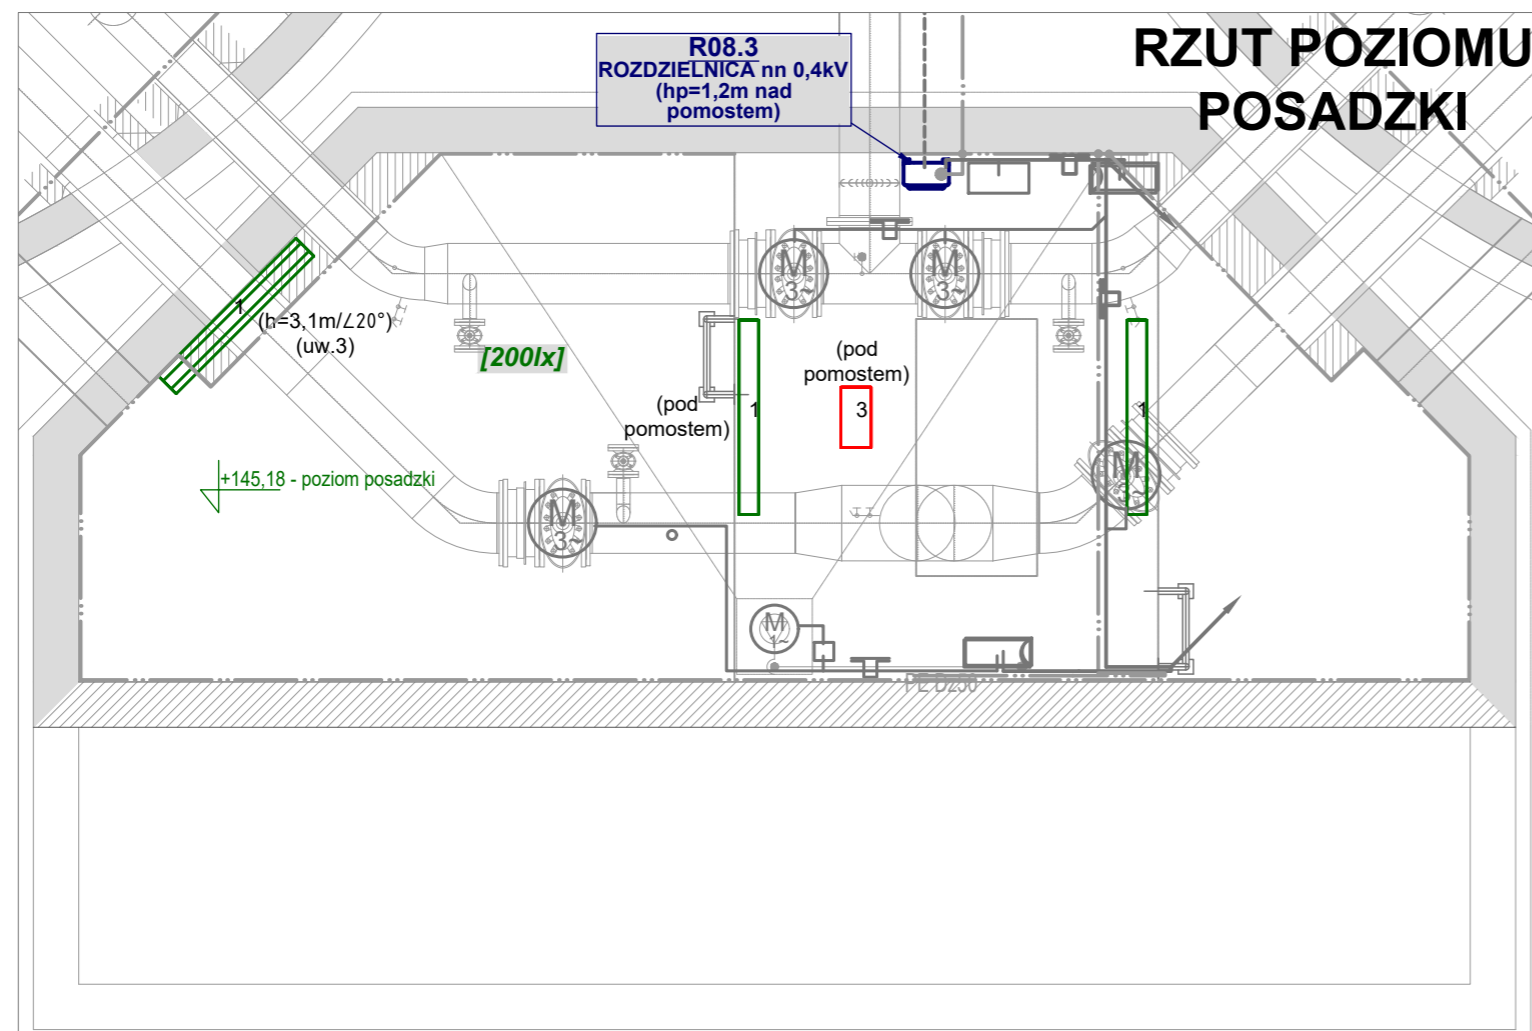 RZUT POZIOMU
POSADZKI
R08.3
ROZDZIELNICA nn 0,4kV
(hp=1,2m nad
pomostem)
M
3~
M
3~
1
(h=3,1m/∠20°)
(uw.3)
[200lx]
(pod
pomostem)
3
(pod
pomostem)
1
1
+145,18 - poziom posadzki
M
3~
M
3~
M
1~
PE D250